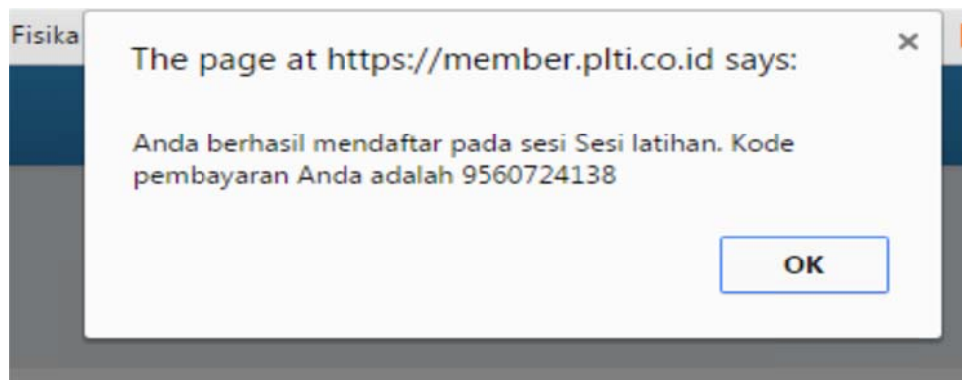 Fisika
The page at https://member.plti.co.id says:
Anda berhasil mendaftar pada sesi Sesi latihan. Kode
pembayaran Anda adalah 9560724138
OK